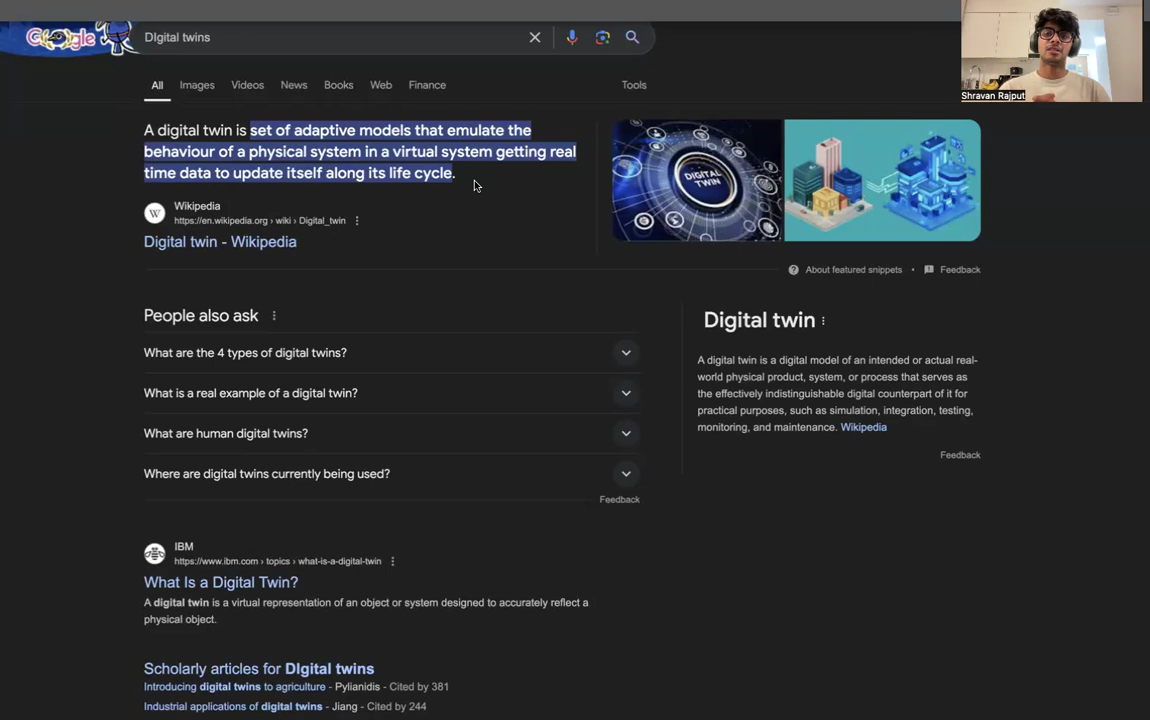 Google
DIgital twins
All Images Videos News Books Web Finance Tools
A digital twin is set of adaptive models that emulate the
behaviour of a physical system in a virtual system getting real
time data to update itself along its life cycle.
W
Wikipedia
https://en.wikipedia.org › wiki › Digital_twin
Digital twin - Wikipedia
DIGITAL TWIN
About featured snippets • Feedback
People also ask
What are the 4 types of digital twins?
What is a real example of a digital twin?
What are human digital twins?
Where are digital twins currently being used?
Feedback
Digital twin
A digital twin is a digital model of an intended or actual real-
world physical product, system, or process that serves as
the effectively indistinguishable digital counterpart of it for
practical purposes, such as simulation, integration, testing,
monitoring, and maintenance. Wikipedia
Feedback
IBM
https://www.ibm.com › topics › what-is-a-digital-twin
What Is a Digital Twin?
A digital twin is a virtual representation of an object or system designed to accurately reflect a
physical object.
Scholarly articles for DIgital twins
Introducing digital twins to agriculture - Pylianidis - Cited by 381
Industrial applications of digital twins - Jiang - Cited by 244
Shravan Rajput